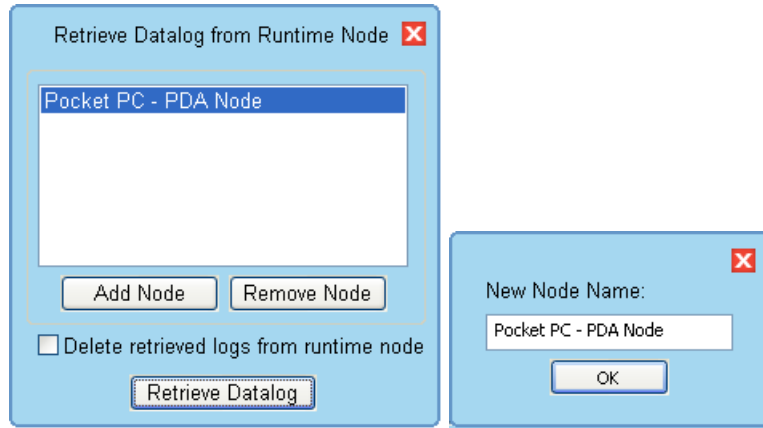 Retrieve Datalog from Runtime Node
Pocket PC - PDA Node
Add Node
Remove Node
Delete retrieved logs from runtime node
Retrieve Datalog
New Node Name:
Pocket PC - PDA Node
OK